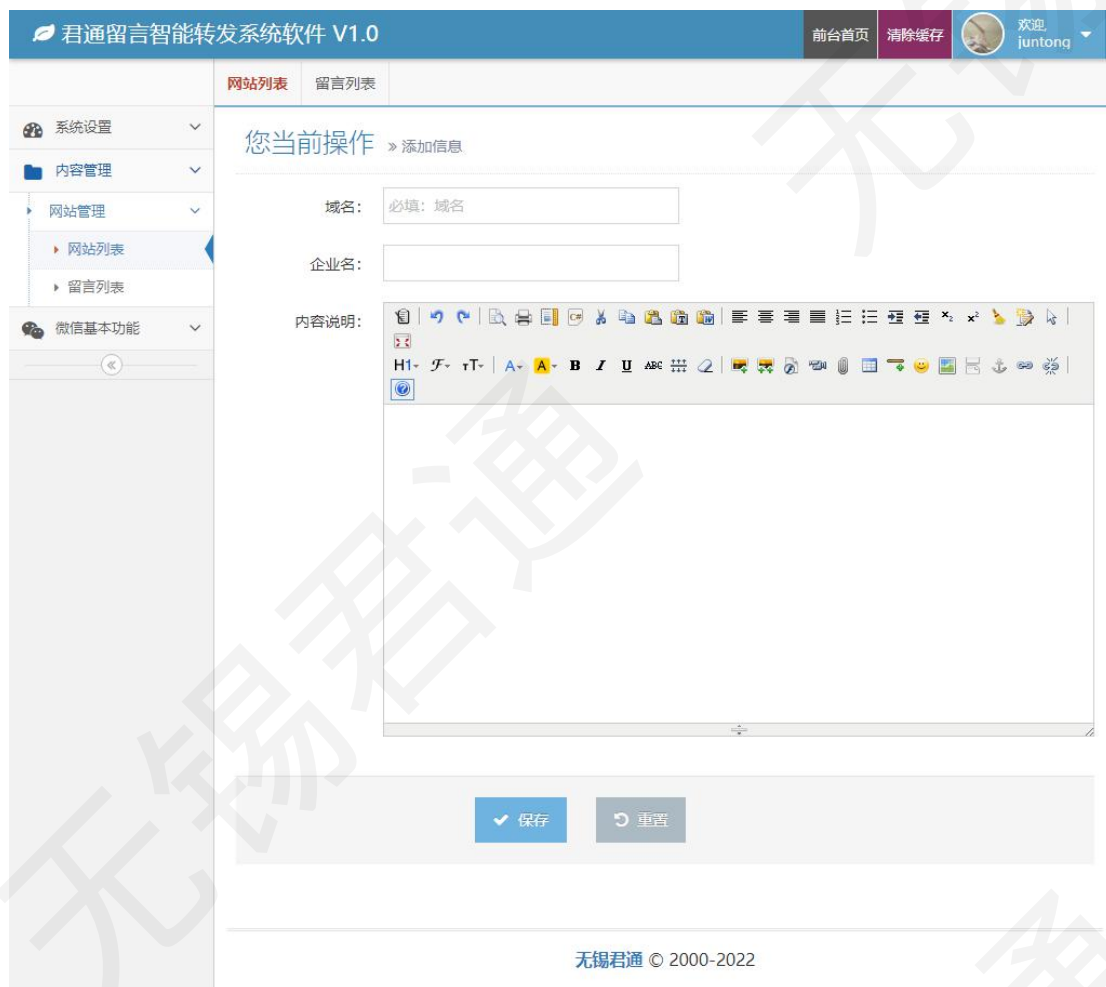 君通留言智能转发系统软件 V1.0
前台首页
清除缓存
欢迎,
juntong
网站列表
留言列表
系统设置
内容管理
网站管理
网站列表
留言列表
微信基本功能
您当前操作 » 添加信息
域名：
必填：域名
企业名：
内容说明：
H1
ABC
保存
重置
无锡君通 © 2000-2022
无锡君通